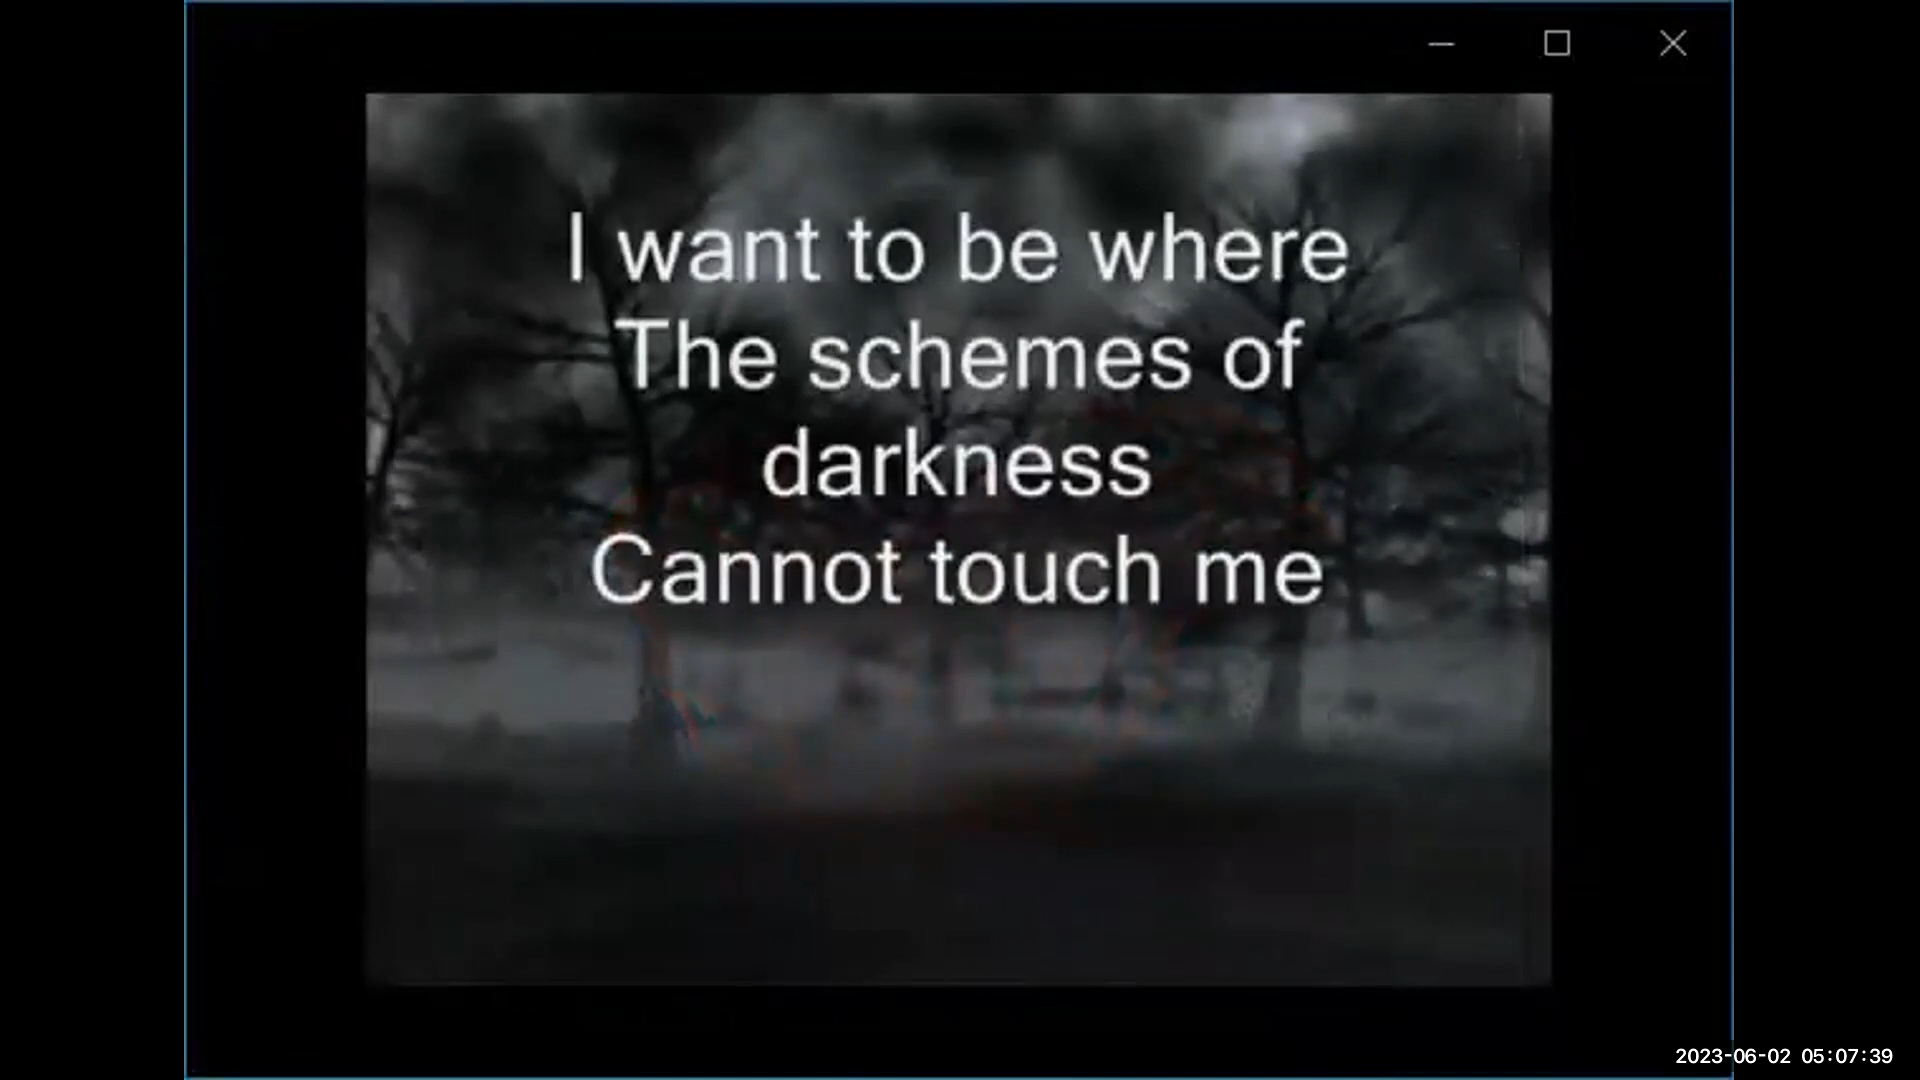 I want to be where
The schemes of
darkness
Cannot touch me
2023-06-02 05:07:39